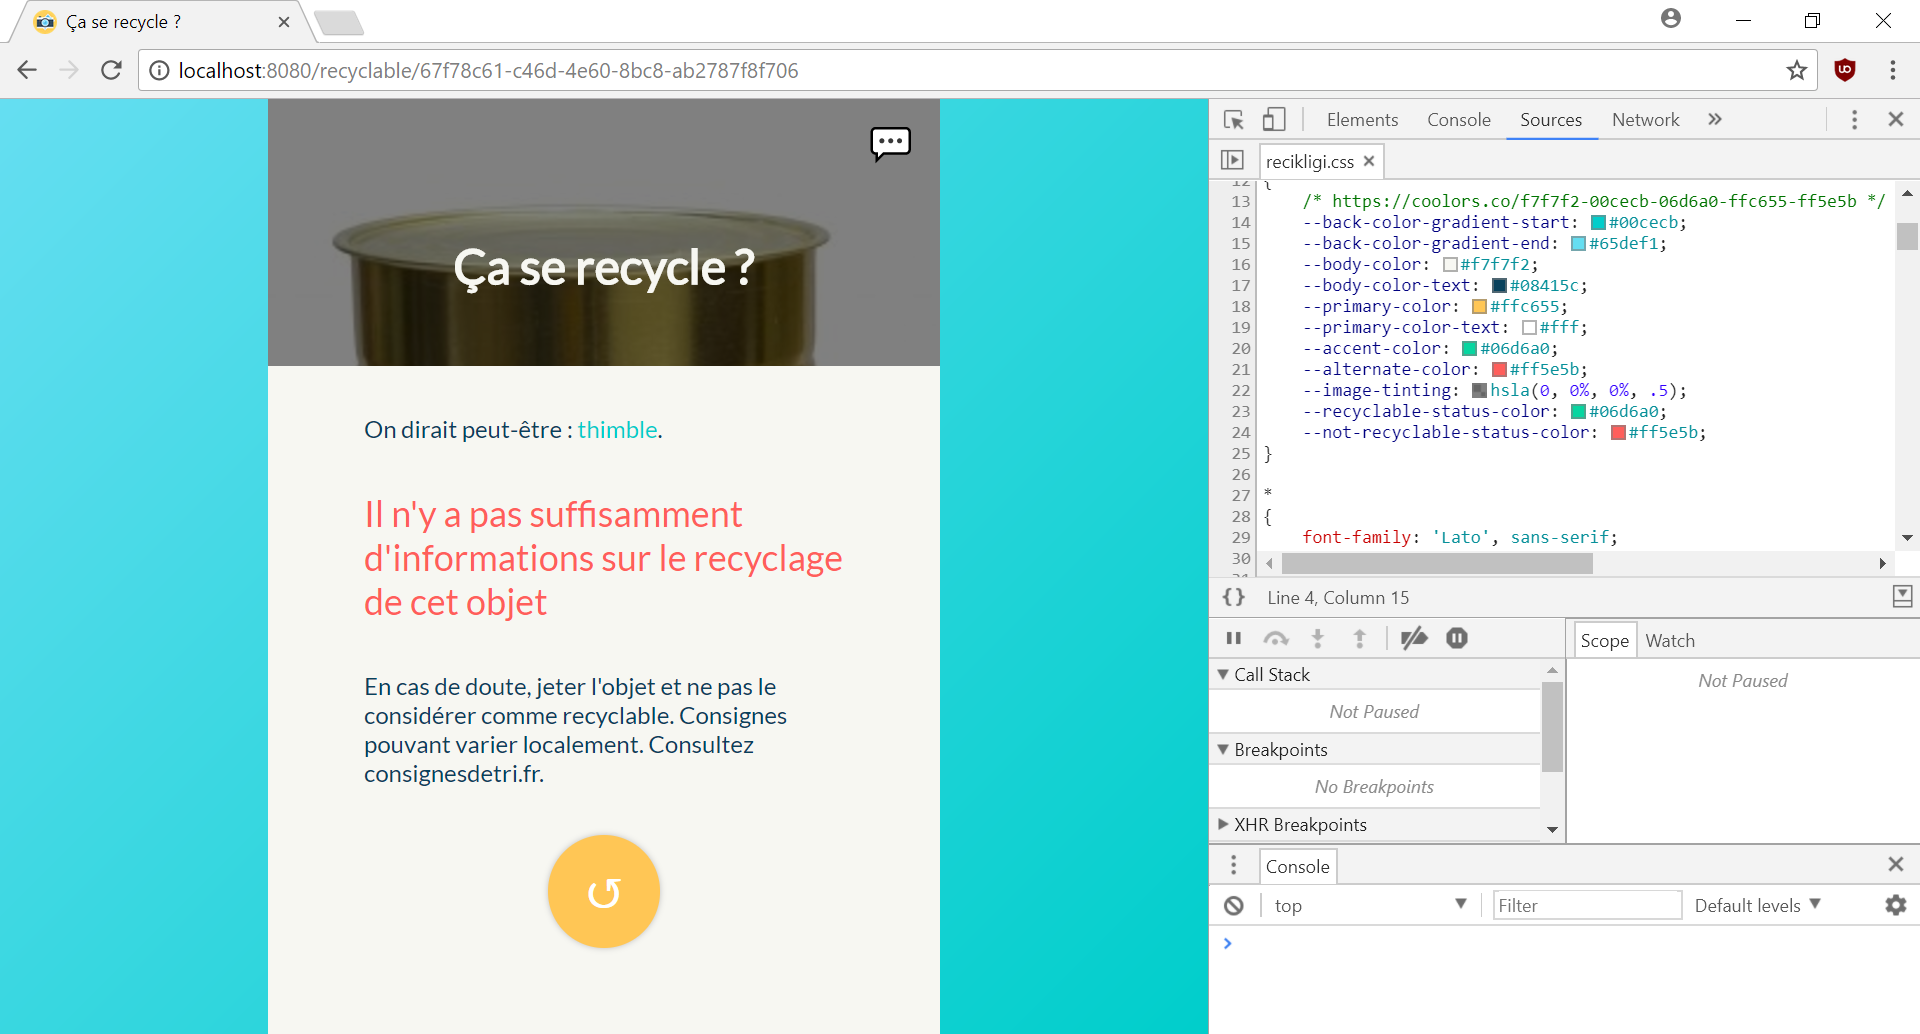 Ça se recycle ?
localhost:8080/recyclable/67f78c61-c46d-4e60-8bc8-ab2787f8f706
Ça se recycle ?
On dirait peut-être : thimble.
Il n'y a pas suffisamment
d'informations sur le recyclage
de cet objet
En cas de doute, jeter l'objet et ne pas le
considérer comme recyclable. Consignes
pouvant varier localement. Consultez
consignesdetri.fr.
Elements Console Sources Network »
recikligi.css
12 {
13 /* https://coolors.co/f7f7f2-00cecb-06d6a0-ffc655-ff5e5b */
14 --back-color-gradient-start: #00cecb;
15 --back-color-gradient-end: #65def1;
16 --body-color: #f7f7f2;
17 --body-color-text: #08415c;
18 --primary-color: #ffc655;
19 --primary-color-text: #fff;
20 --accent-color: #06d6a0;
21 --alternate-color: #ff5e5b;
22 --image-tinting: hsla(0, 0%, 0%, .5);
23 --recyclable-status-color: #06d6a0;
24 --not-recyclable-status-color: #ff5e5b;
25 }
26
27 *
28 {
29 font-family: 'Lato', sans-serif;
30
{} Line 4, Column 15
Scope Watch
Call Stack
Not Paused
Not Paused
Breakpoints
No Breakpoints
XHR Breakpoints
Console
top Filter Default levels